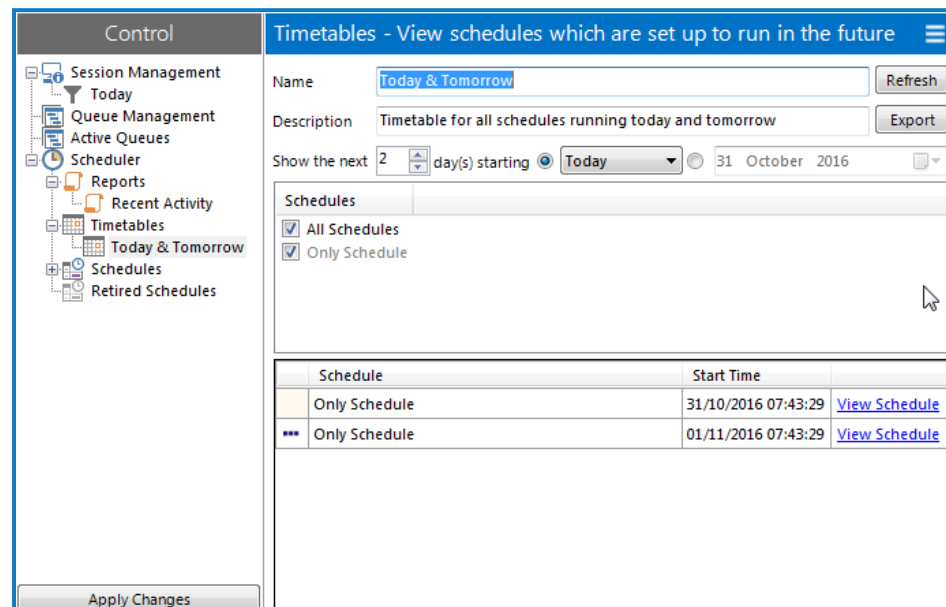 Control
Session Management
Today
Queue Management
Active Queues
Scheduler
Reports
Recent Activity
Timetables
Today & Tomorrow
Schedules
Retired Schedules
Apply Changes
Timetables - View schedules which are set up to run in the future
Name Today & Tomorrow Refresh
Description Timetable for all schedules running today and tomorrow Export
Show the next 2 day(s) starting Today 31 October 2016
Schedules
All Schedules
Only Schedule
Schedule Start Time
Only Schedule 31/10/2016 07:43:29 View Schedule
Only Schedule 01/11/2016 07:43:29 View Schedule